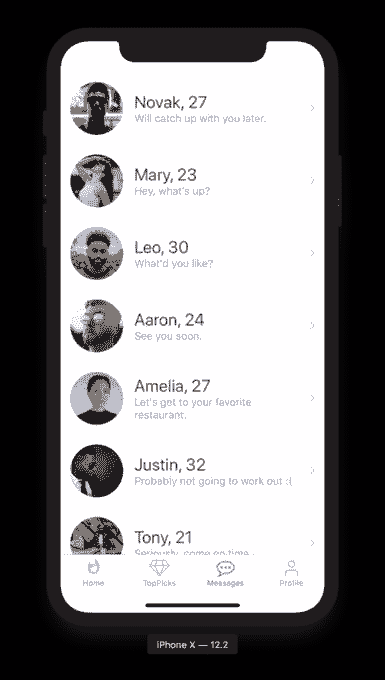 Novak, 27
Will catch up with you later.
Mary, 23
Hey, what's up?
Leo, 30
What'd you like?
Aaron, 24
See you soon.
Amelia, 27
Let's get to your favorite
restaurant.
Justin, 32
Probably not going to work out :(
Tony, 21
Seriously, come on time .
Home
TopPicks
Messages
Profile
iPhone X — 12.2